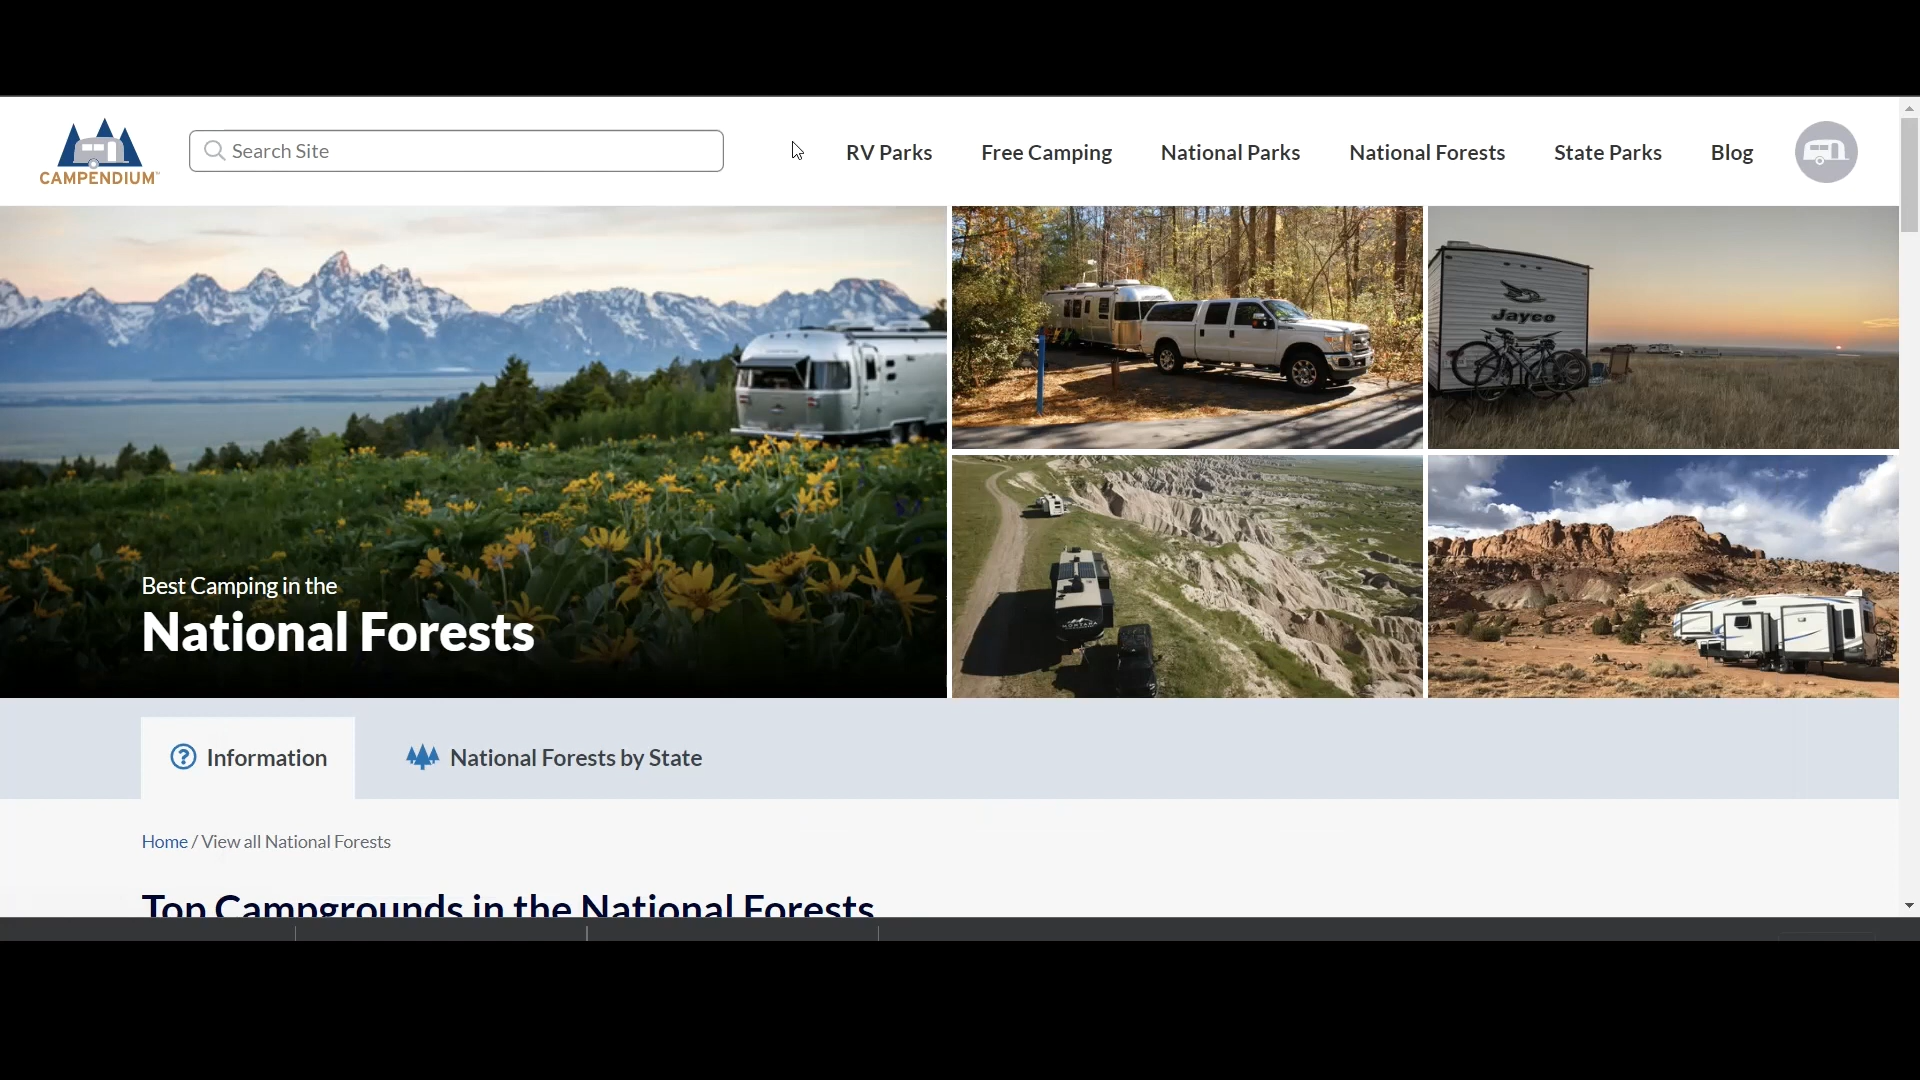 CAMPENDIUM
Search Site
RV Parks
Free Camping
National Parks
National Forests
State Parks
Blog
Jayco
MONTANA
Best Camping in the
National Forests
Information
National Forests by State
Home / View all National Forests
Top Campgrounds in the National Forests